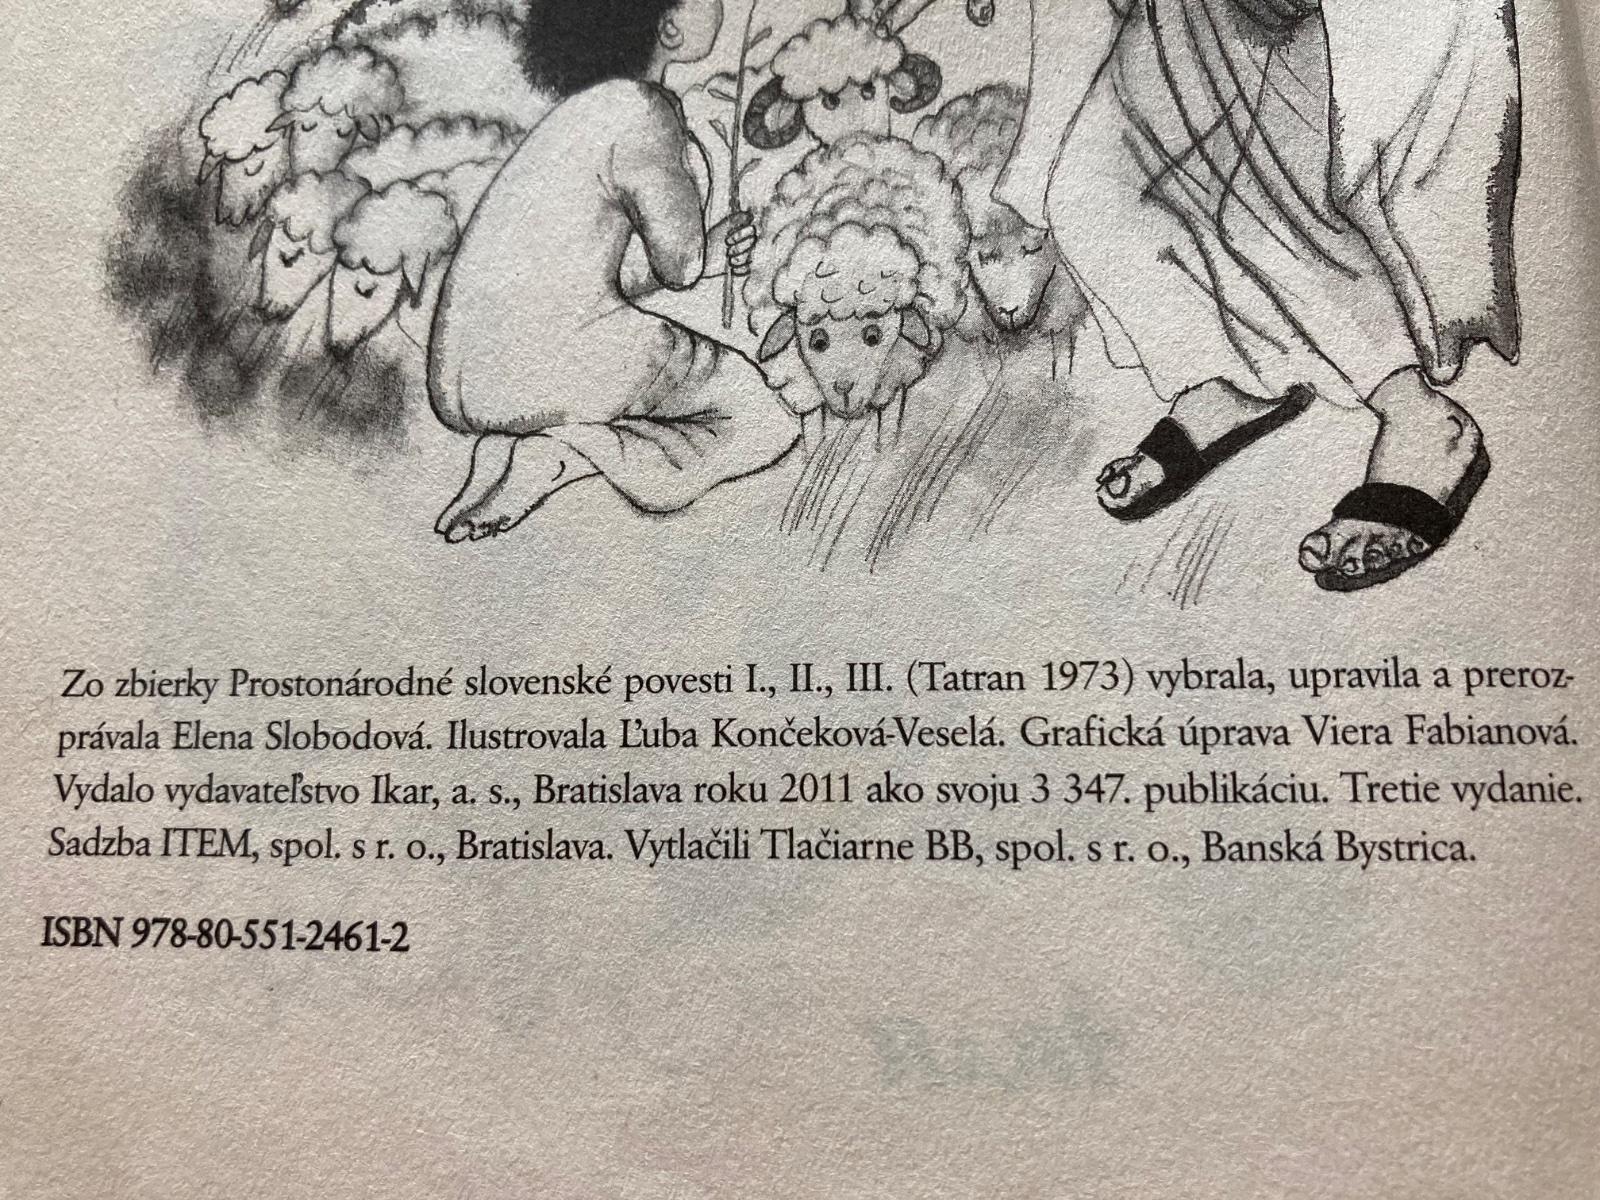 Zo zbierky Prostonárodné slovenské povesti I., II., III. (Tatran 1973) vybrala, upravila a preroz-
právala Elena Slobodová. Ilustrovala Ľuba Končeková-Veselá. Grafická úprava Viera Fabianová.
Vydalo vydavateľstvo Ikar, a. s., Bratislava roku 2011 ako svoju 3 347. publikáciu. Tretie vydanie.
Sadzba ITEM, spol. s r. o., Bratislava. Vytlačili Tlačiarne BB, spol. s r. o., Banská Bystrica.
ISBN 978-80-551-2461-2